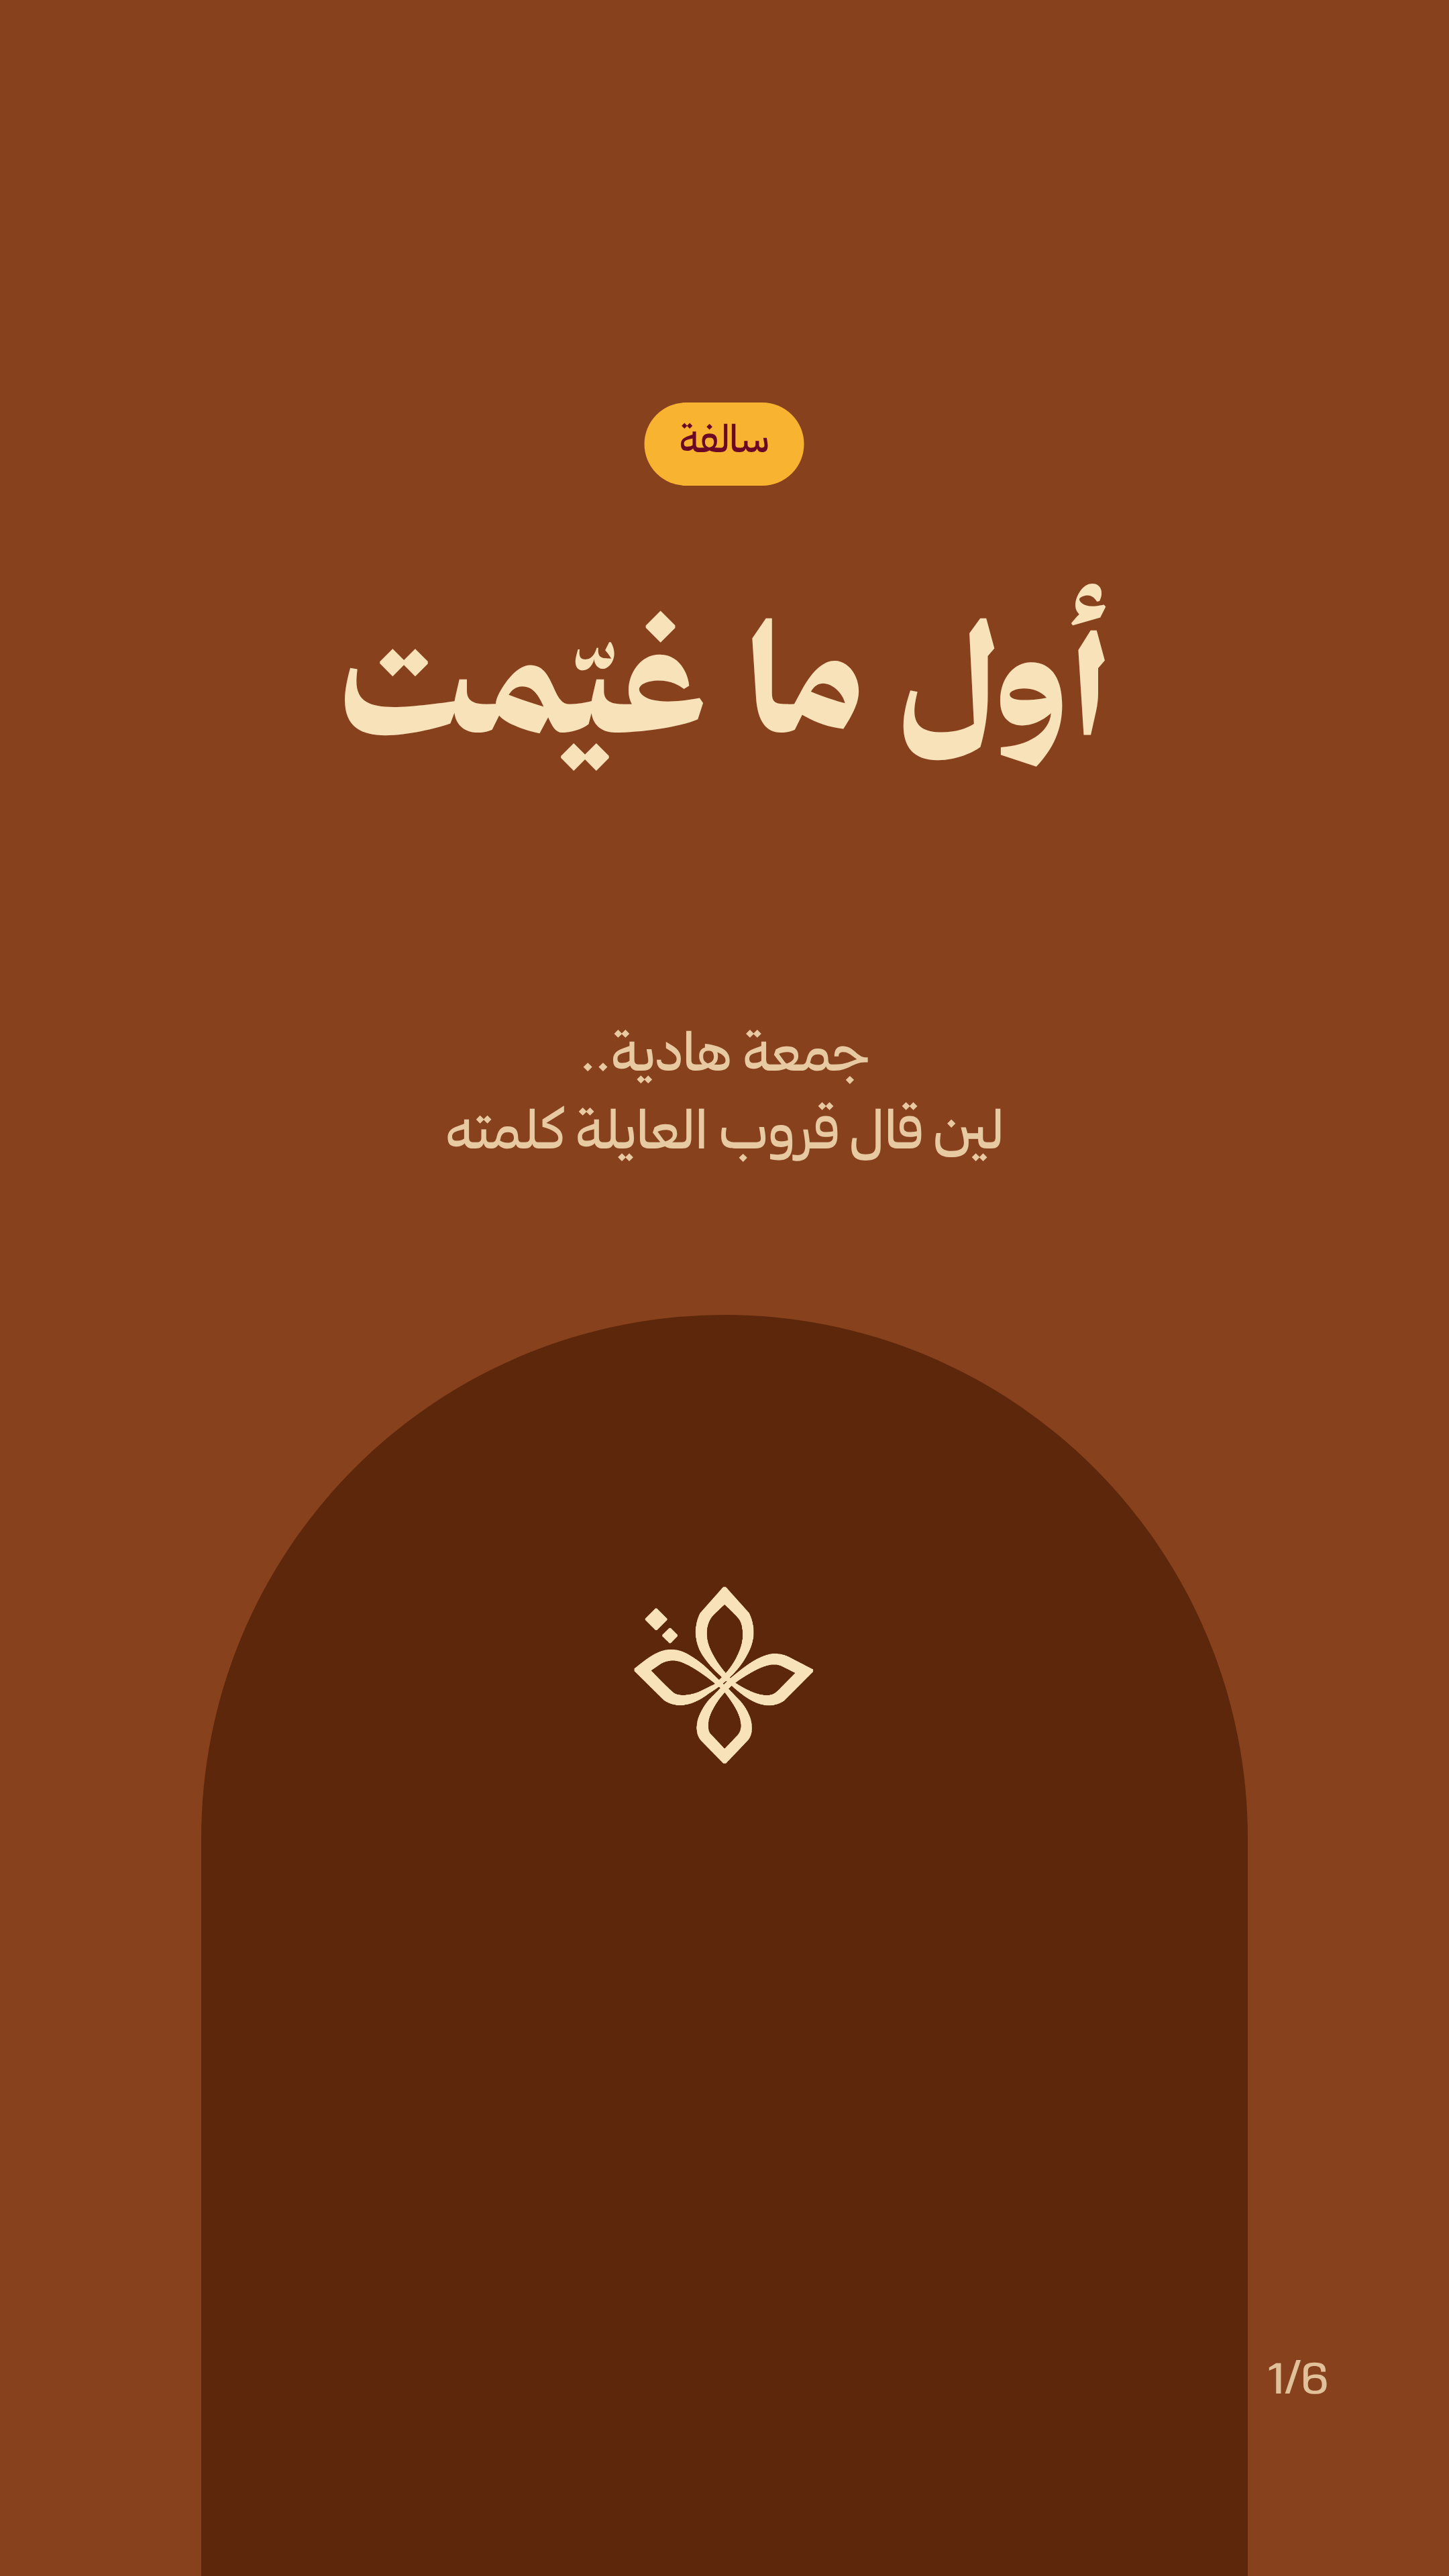 سالفة
أول ما غيّمت
جمعة هادية..
لين قال قروب العايلة كلمته
1/6